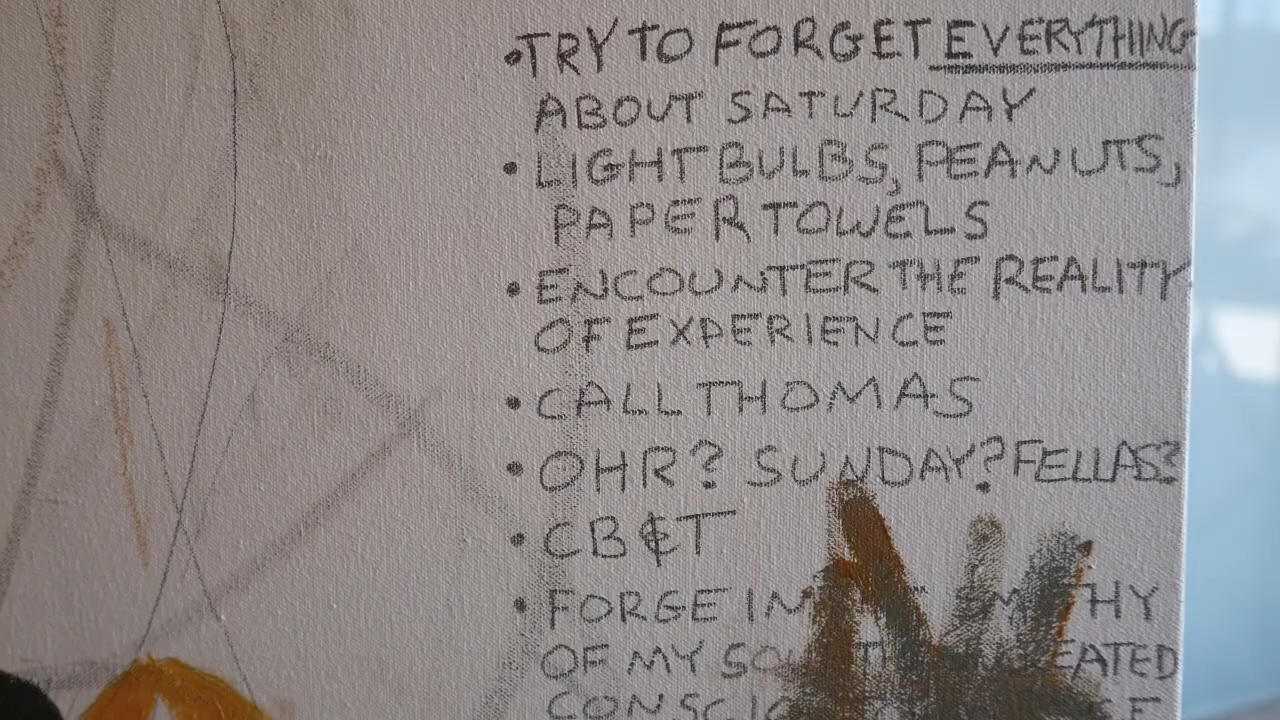 •TRY TO FORGET EVERYTHING
ABOUT SATURDAY
• LIGHT BULBS, PEANUTS,
PAPER TOWELS
• ENCOUNTER THE REALITY
OF EXPERIENCE
• CALL THOMAS
• OHR? SUNDAY? FELLAS?
• CB&T
• FORGE IN
OF MY